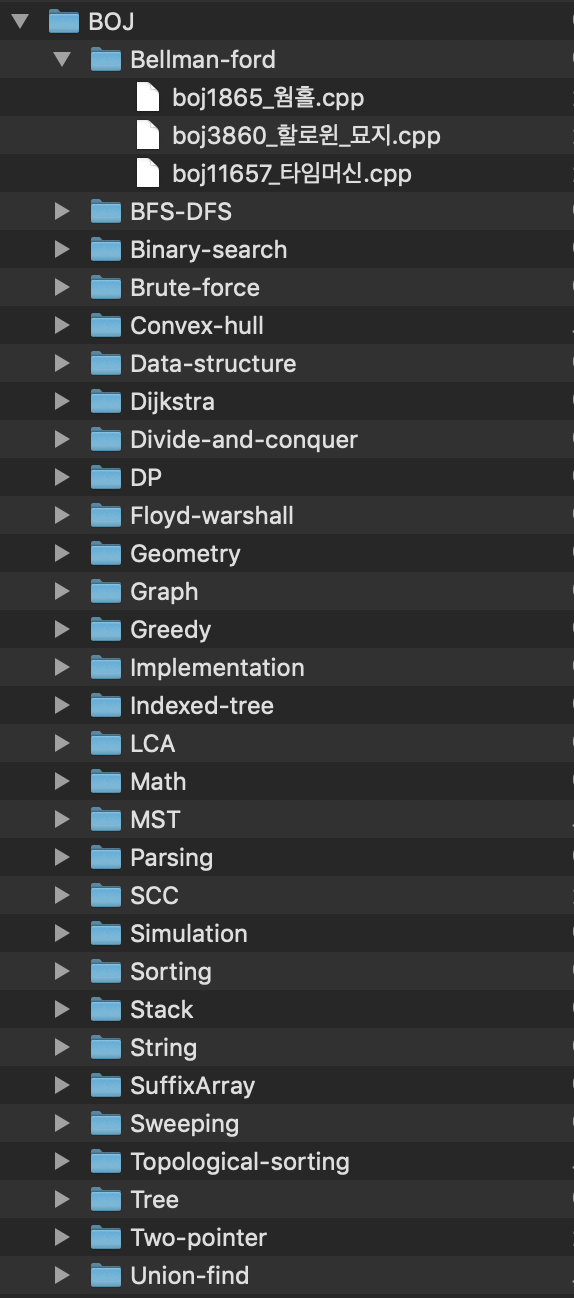 BOJ
Bellman-ford
boj1865_웜홀.cpp
boj3860_할로윈_묘지.cpp
boj11657_타임머신.cpp
BFS-DFS
Binary-search
Brute-force
Convex-hull
Data-structure
Dijkstra
Divide-and-conquer
DP
Floyd-warshall
Geometry
Graph
Greedy
Implementation
Indexed-tree
LCA
Math
MST
Parsing
SCC
Simulation
Sorting
Stack
String
SuffixArray
Sweeping
Topological-sorting
Tree
Two-pointer
Union-find